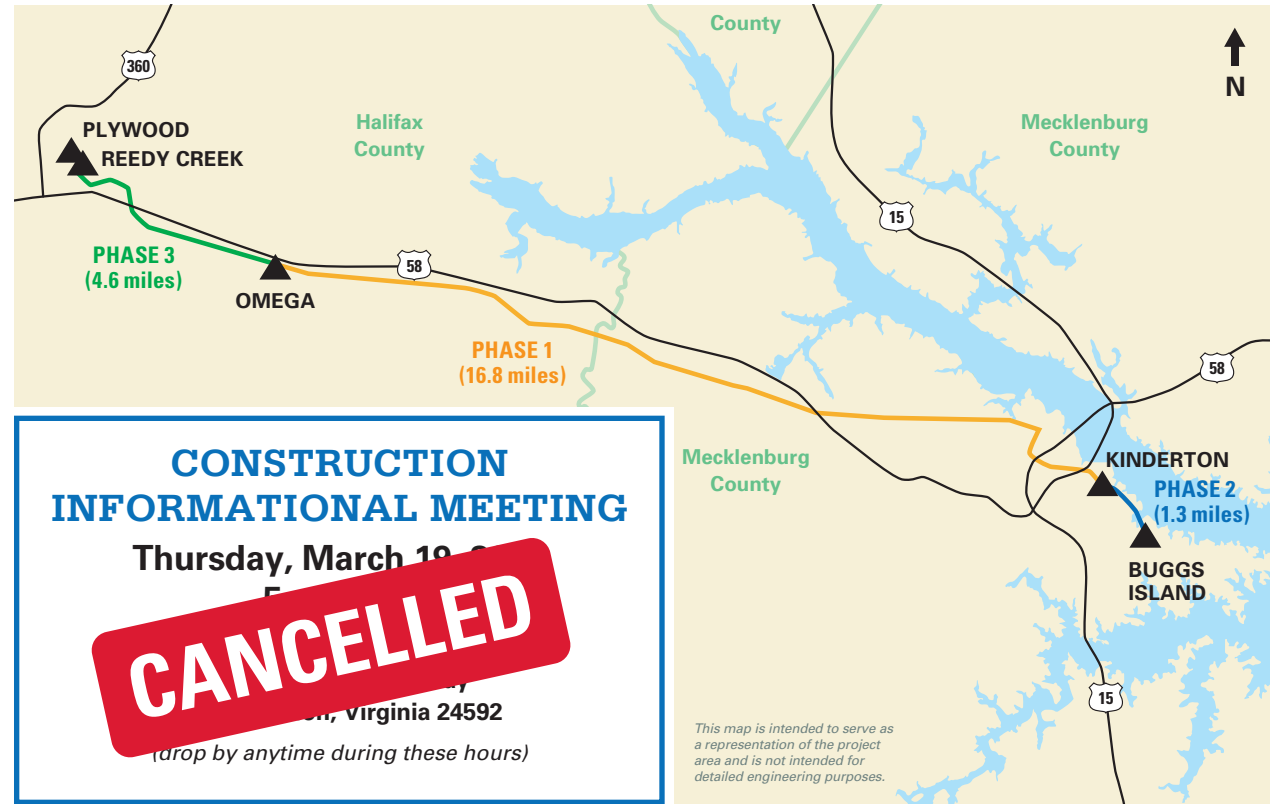 County
360
N
PLYWOOD
REEDY CREEK
Halifax
County
Mecklenburg
County
15
PHASE 3
(4.6 miles)
58
OMEGA
PHASE 1
(16.8 miles)
58
KINDERTON
PHASE 2
(1.3 miles)
Mecklenburg
County
BUGGS
ISLAND
15
CONSTRUCTION
INFORMATIONAL MEETING
Thursday, March 19,
CANCELLED
Virginia 24592
(drop by anytime during these hours)
This map is intended to serve as
a representation of the project
area and is not intended for
detailed engineering purposes.